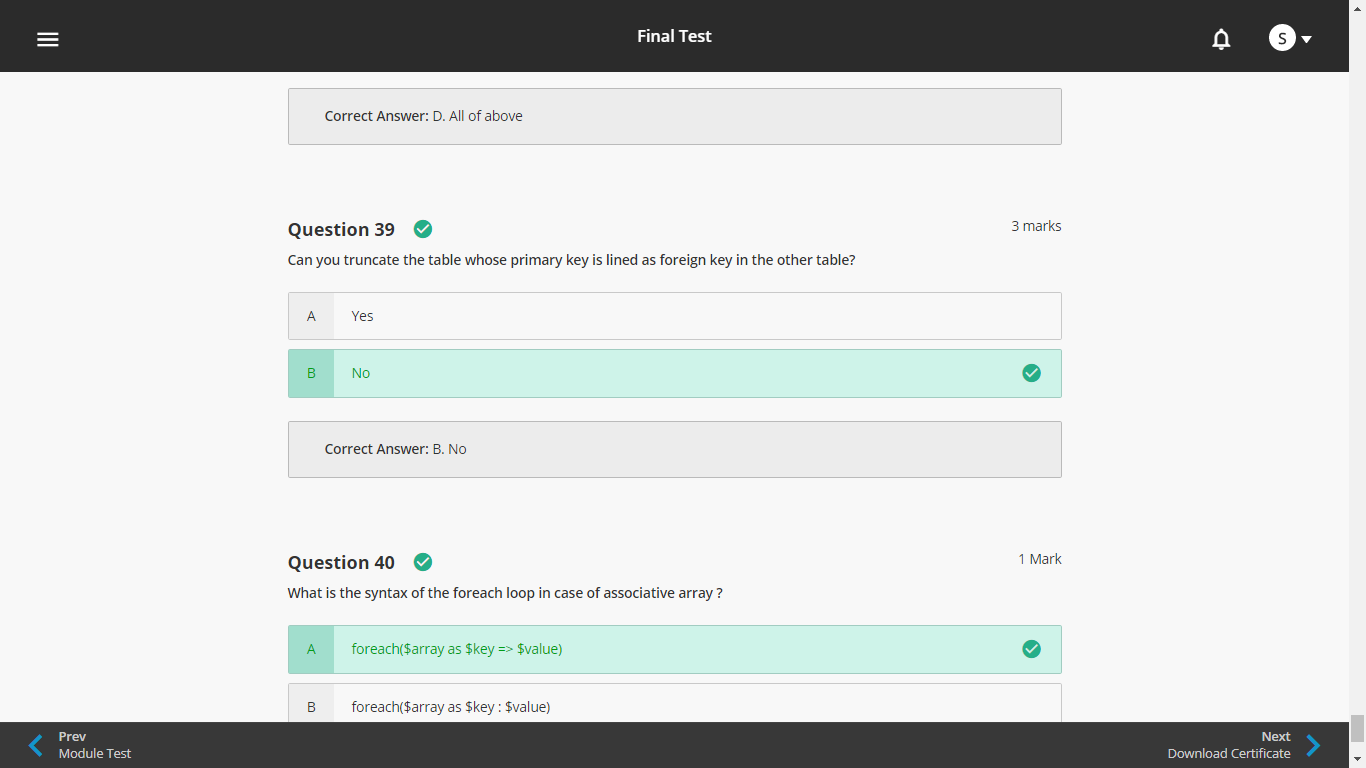 Final Test
S
Correct Answer: D. All of above
Question 39
3 marks
Can you truncate the table whose primary key is lined as foreign key in the other table?
A Yes
B No
Correct Answer: B. No
Question 40
1 Mark
What is the syntax of the foreach loop in case of associative array ?
A foreach($array as $key => $value)
B foreach($array as $key : $value)
Prev
Module Test
Next
Download Certificate